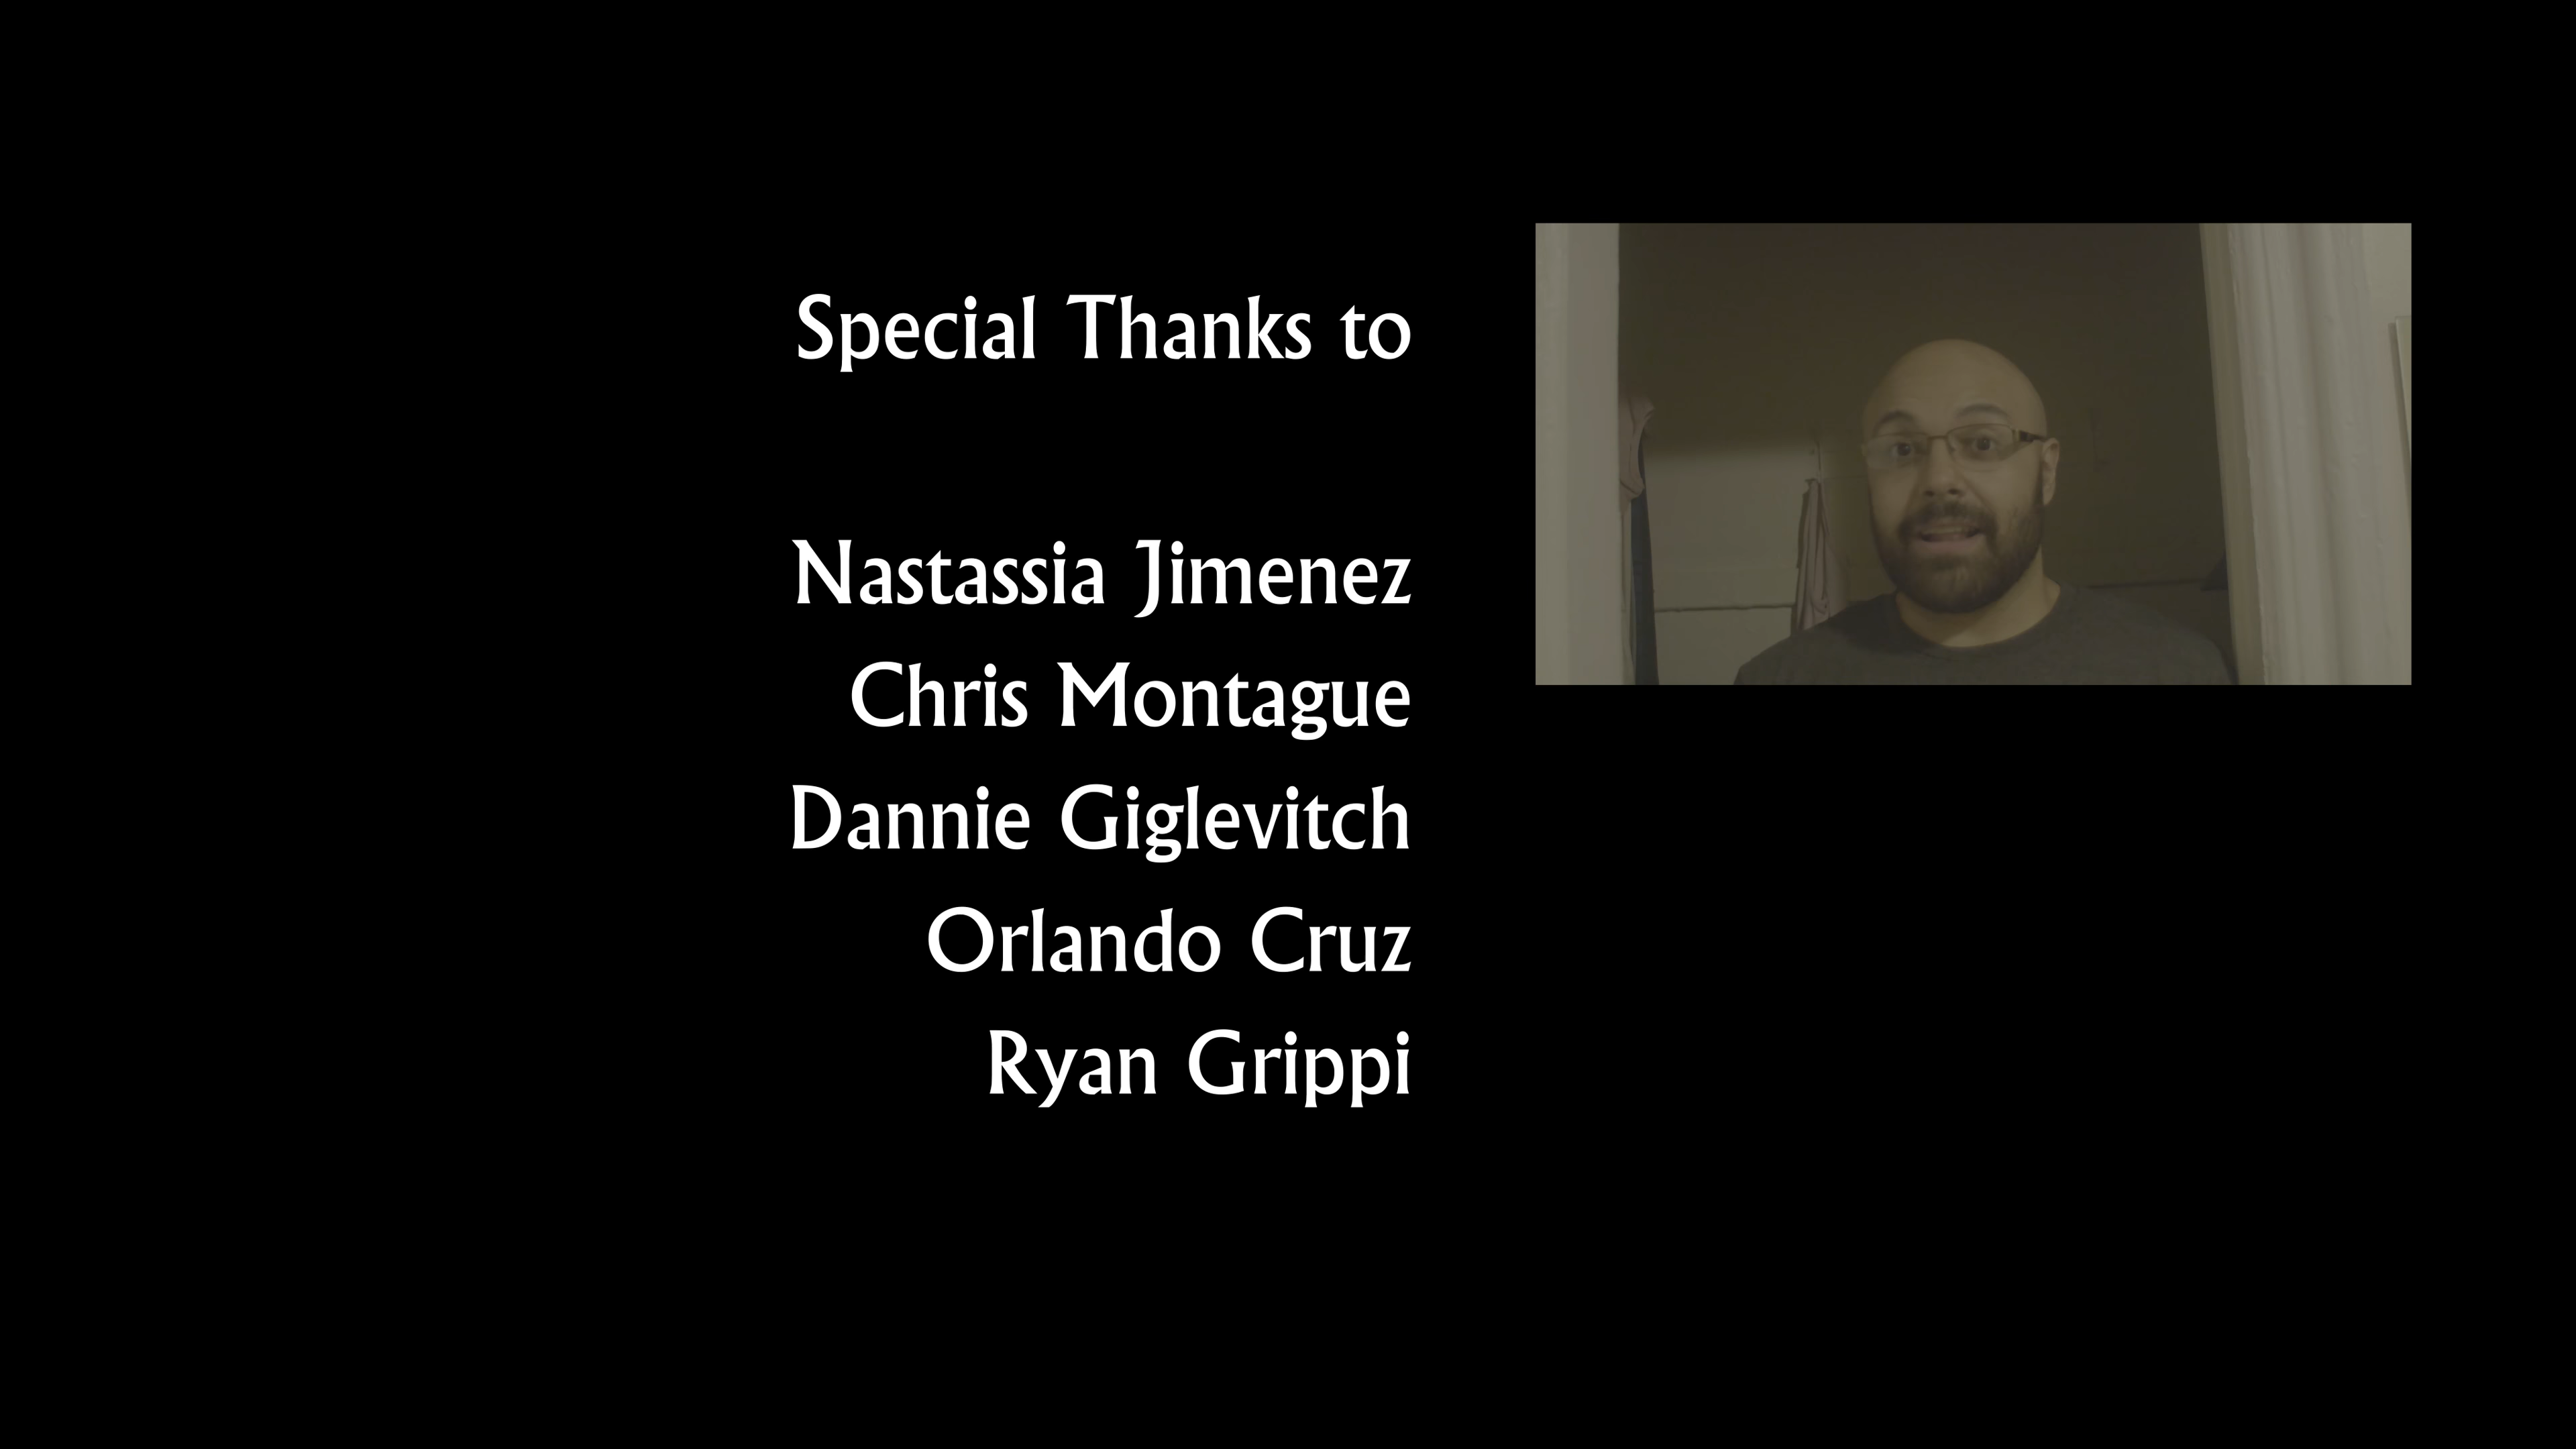 Special Thanks to
Nastassia Jimenez
Chris Montague
Dannie Giglevitch
Orlando Cruz
Ryan Grippi